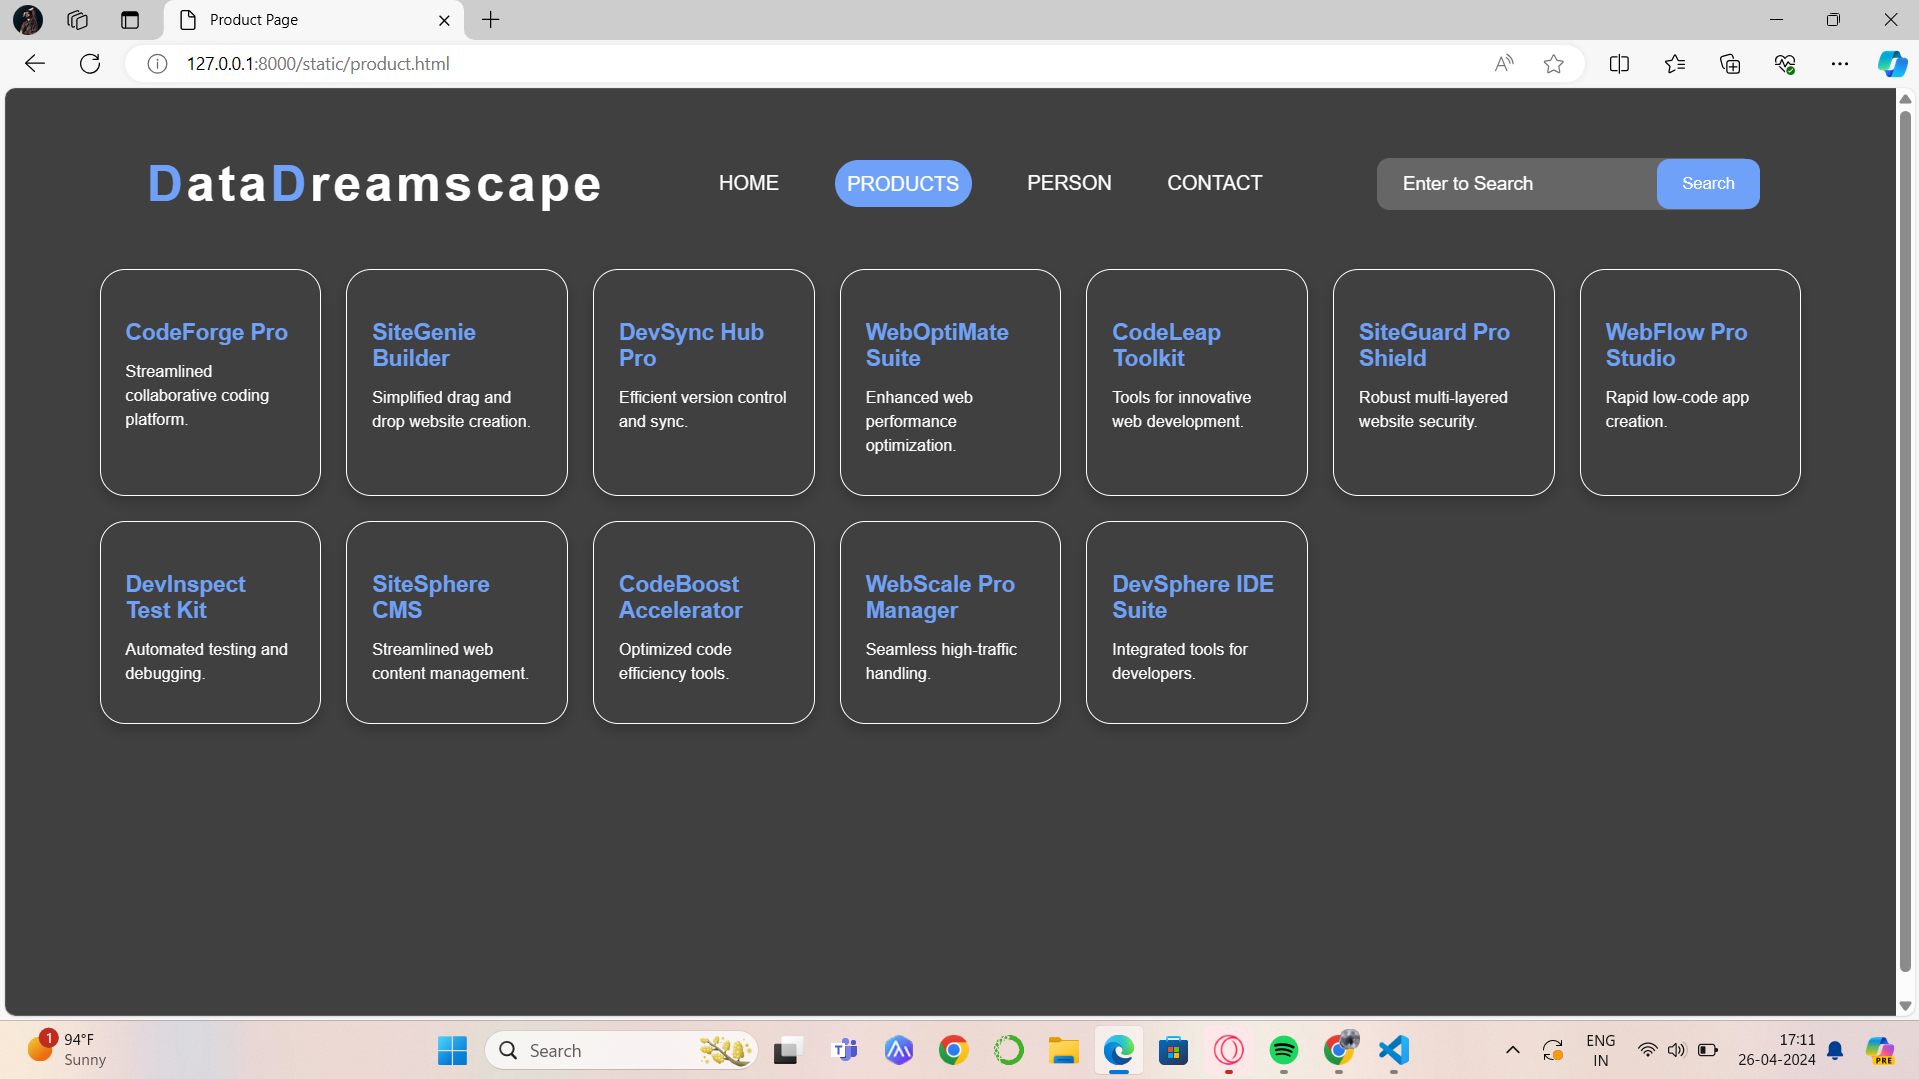 Product Page
127.0.0.1:8000/static/product.html
DataDreamscape
HOME
PRODUCTS
PERSON
CONTACT
Enter to Search
Search
CodeForge Pro
Streamlined
collaborative coding
platform.
SiteGenie
Builder
Simplified drag and
drop website creation.
DevSync Hub
Pro
Efficient version control
and sync.
WebOptiMate
Suite
Enhanced web
performance
optimization.
CodeLeap
Toolkit
Tools for innovative
web development.
SiteGuard Pro
Shield
Robust multi-layered
website security.
WebFlow Pro
Studio
Rapid low-code app
creation.
DevInspect
Test Kit
Automated testing and
debugging.
SiteSphere
CMS
Streamlined web
content management.
CodeBoost
Accelerator
Optimized code
efficiency tools.
WebScale Pro
Manager
Seamless high-traffic
handling.
DevSphere IDE
Suite
Integrated tools for
developers.
1
94°F
Sunny
Search
ENG
IN
17:11
26-04-2024
PRE